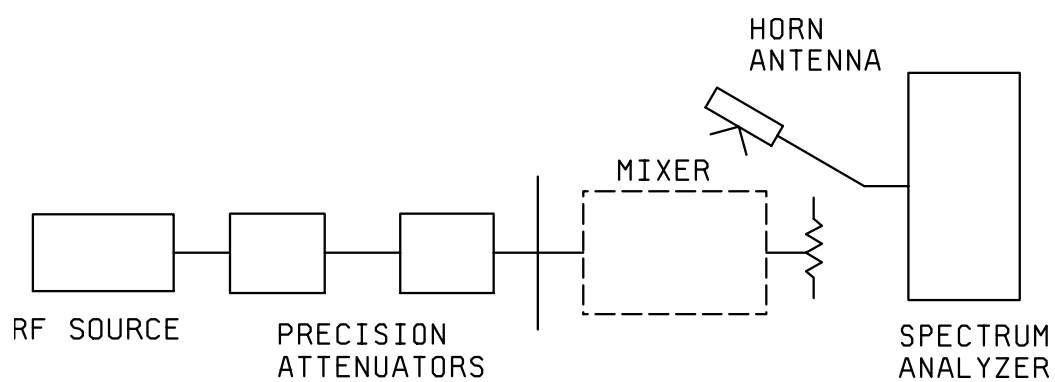 HORN
ANTENNA
MIXER
RF SOURCE
PRECISION
ATTENUATORS
SPECTRUM
ANALYZER